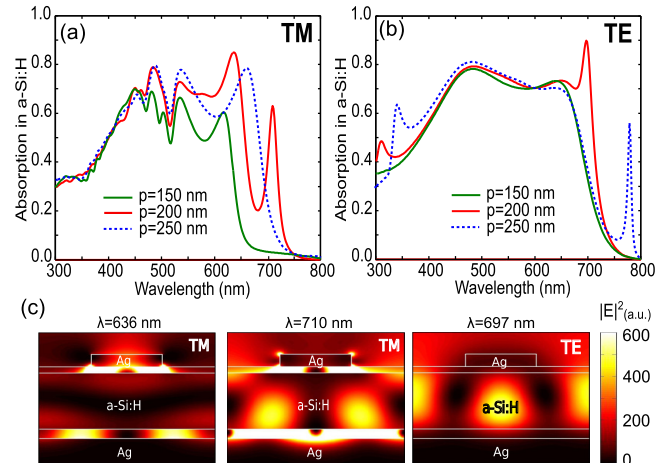 (a) TM
Absorption in a-Si:H
1.0
0.8
0.6
0.4
0.2
0.0
p=150 nm
p=200 nm
p=250 nm
300 400 500 600 700 800
Wavelength (nm)
(b) TE
Absorption in a-Si:H
1.0
0.8
0.6
0.4
0.2
0.0
p=150 nm
p=200 nm
p=250 nm
300 400 500 600 700 800
Wavelength (nm)
(c)
λ=636 nm
TM
Ag
a-Si:H
Ag
λ=710 nm
TM
Ag
a-Si:H
Ag
λ=697 nm
TE
Ag
a-Si:H
Ag
|E|²(a.u.)
600
400
200
0